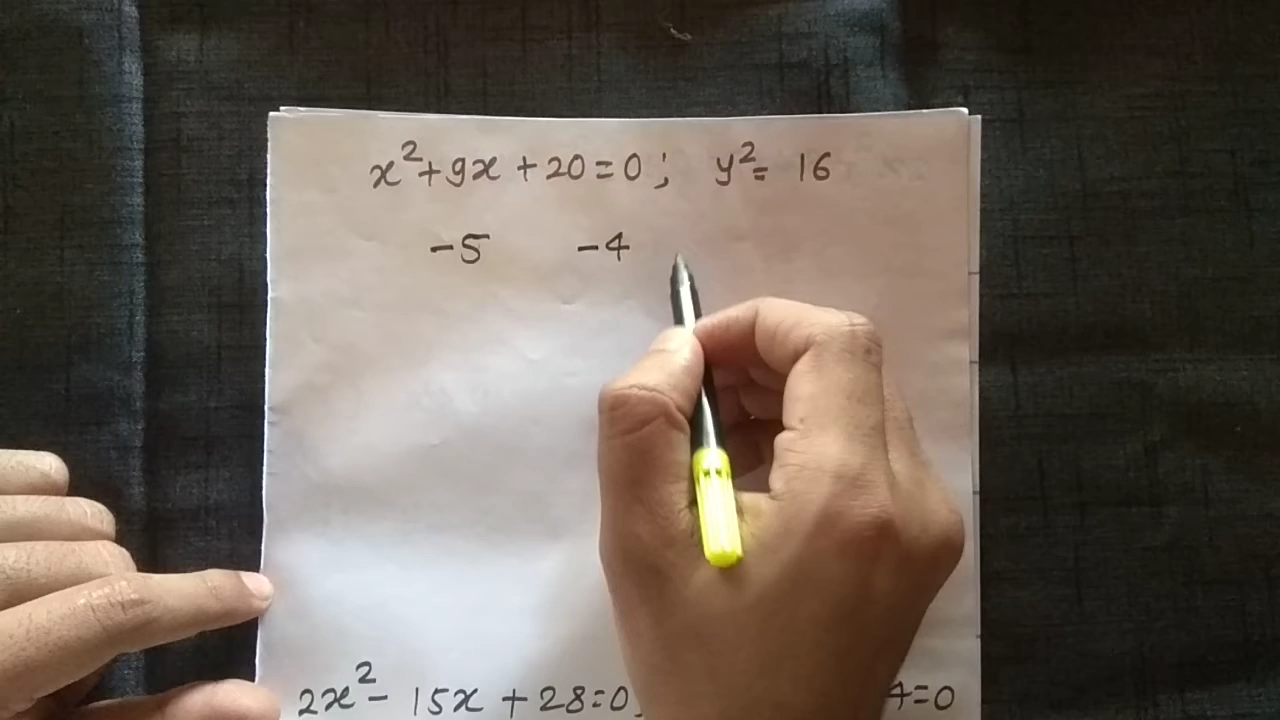 x²+9x+20=0; y²= 16
-5 -4
2x²- 15x + 28=0 4=0